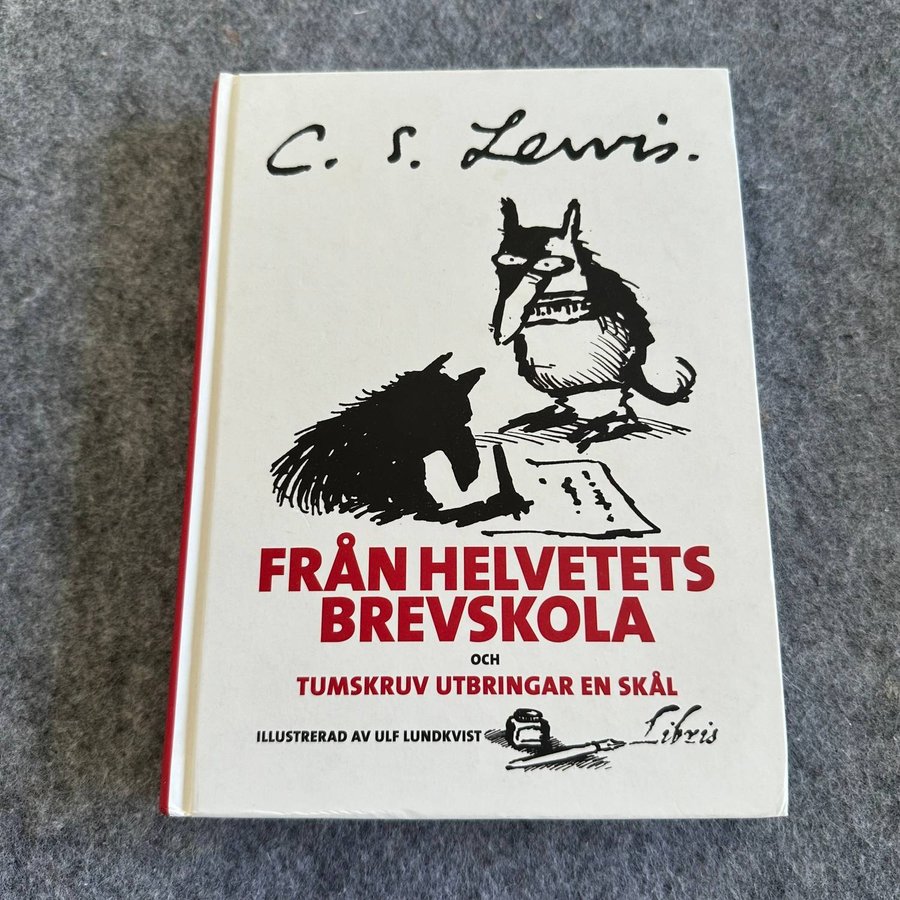 C. S. Lewis.
FRÅN HELVETETS
BREVSKOLA
OCH
TUMSKRUV UTBRINGAR EN SKÅL
ILLUSTRERAD AV ULF LUNDKVIST
Libris